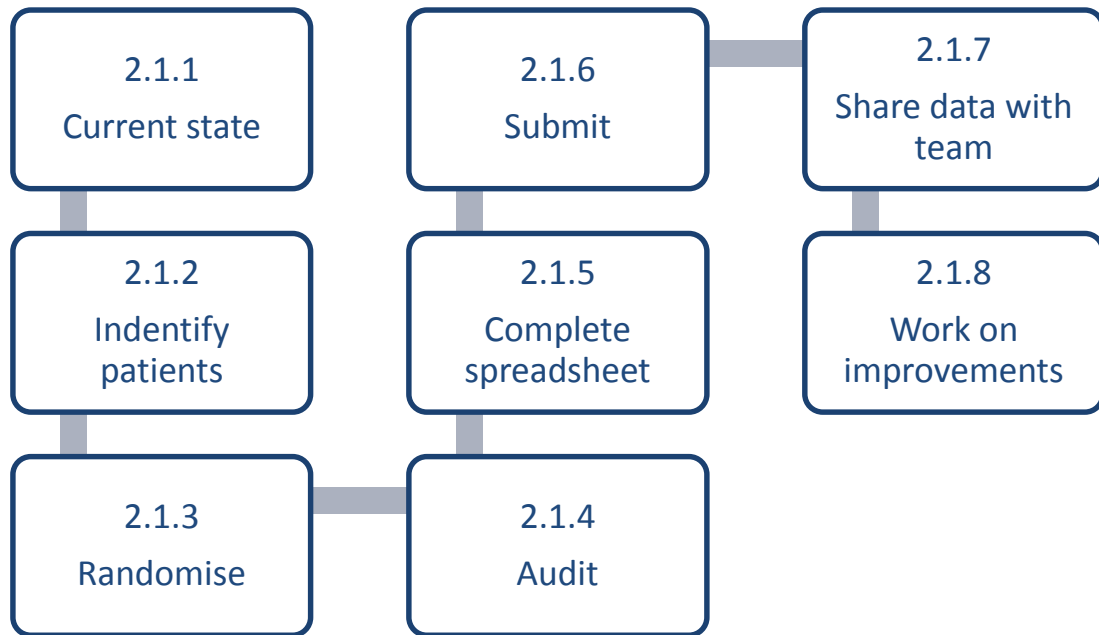 2.1.1
Current state
2.1.2
Indentify
patients
2.1.3
Randomise
2.1.4
Audit
2.1.5
Complete
spreadsheet
2.1.6
Submit
2.1.7
Share data with
team
2.1.8
Work on
improvements